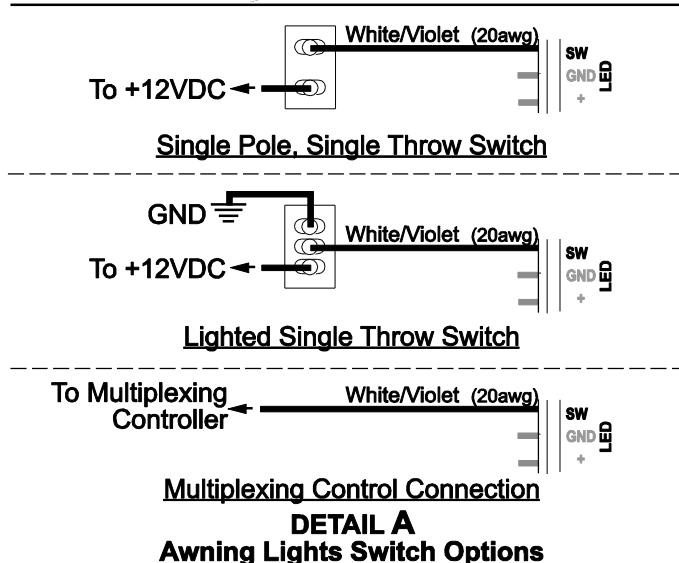 White/Violet (20awg)
SW
GND
LED
+
To +12VDC
Single Pole, Single Throw Switch
GND
White/Violet (20awg)
SW
GND
LED
+
To +12VDC
Lighted Single Throw Switch
To Multiplexing
Controller
White/Violet (20awg)
SW
GND
LED
+
Multiplexing Control Connection
DETAIL A
Awning Lights Switch Options